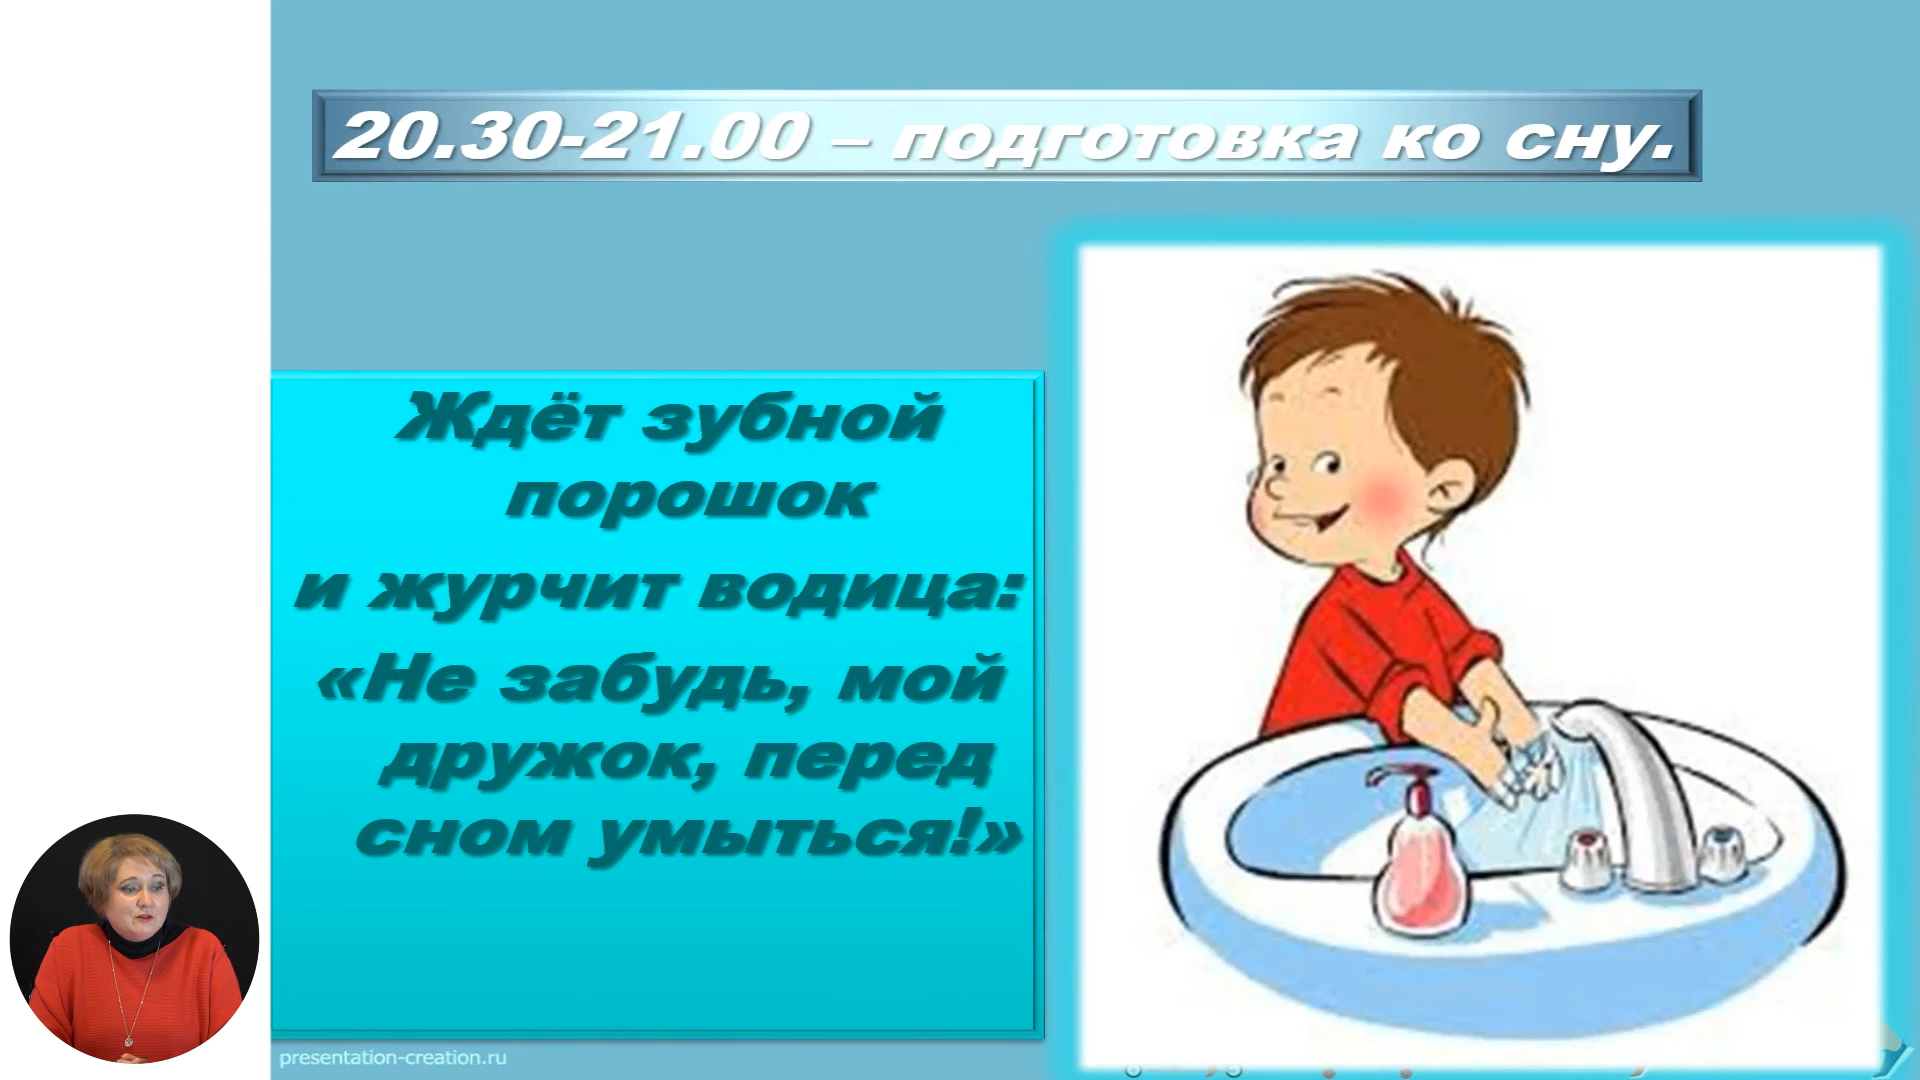 20.30-21.00 – подготовка ко сну.
Ждёт зубной
порошок
и журчит водица:
«Не забудь, мой
дружок, перед
сном умыться!»
presentation-creation.ru